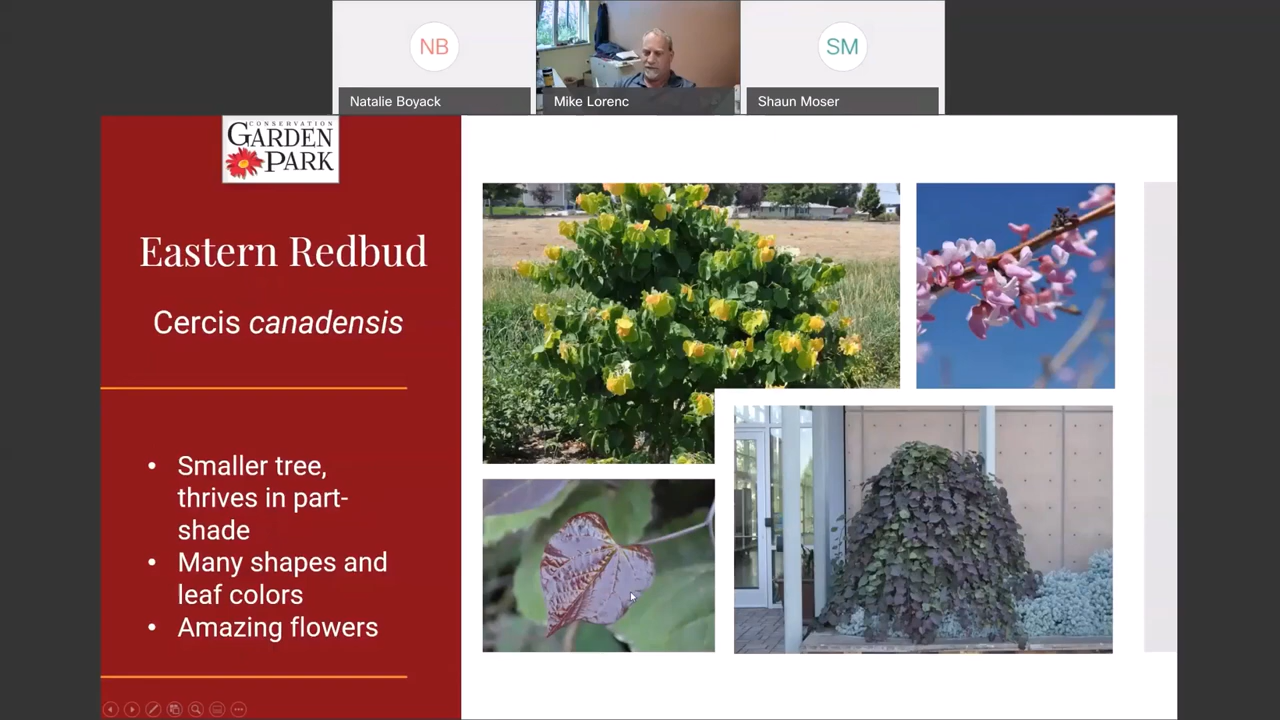 NB
SM
Natalie Boyack
Mike Lorenc
Shaun Moser
CONSERVATION
GARDEN
PARK
Eastern Redbud
Cercis canadensis
• Smaller tree,
thrives in part-
shade
• Many shapes and
leaf colors
• Amazing flowers